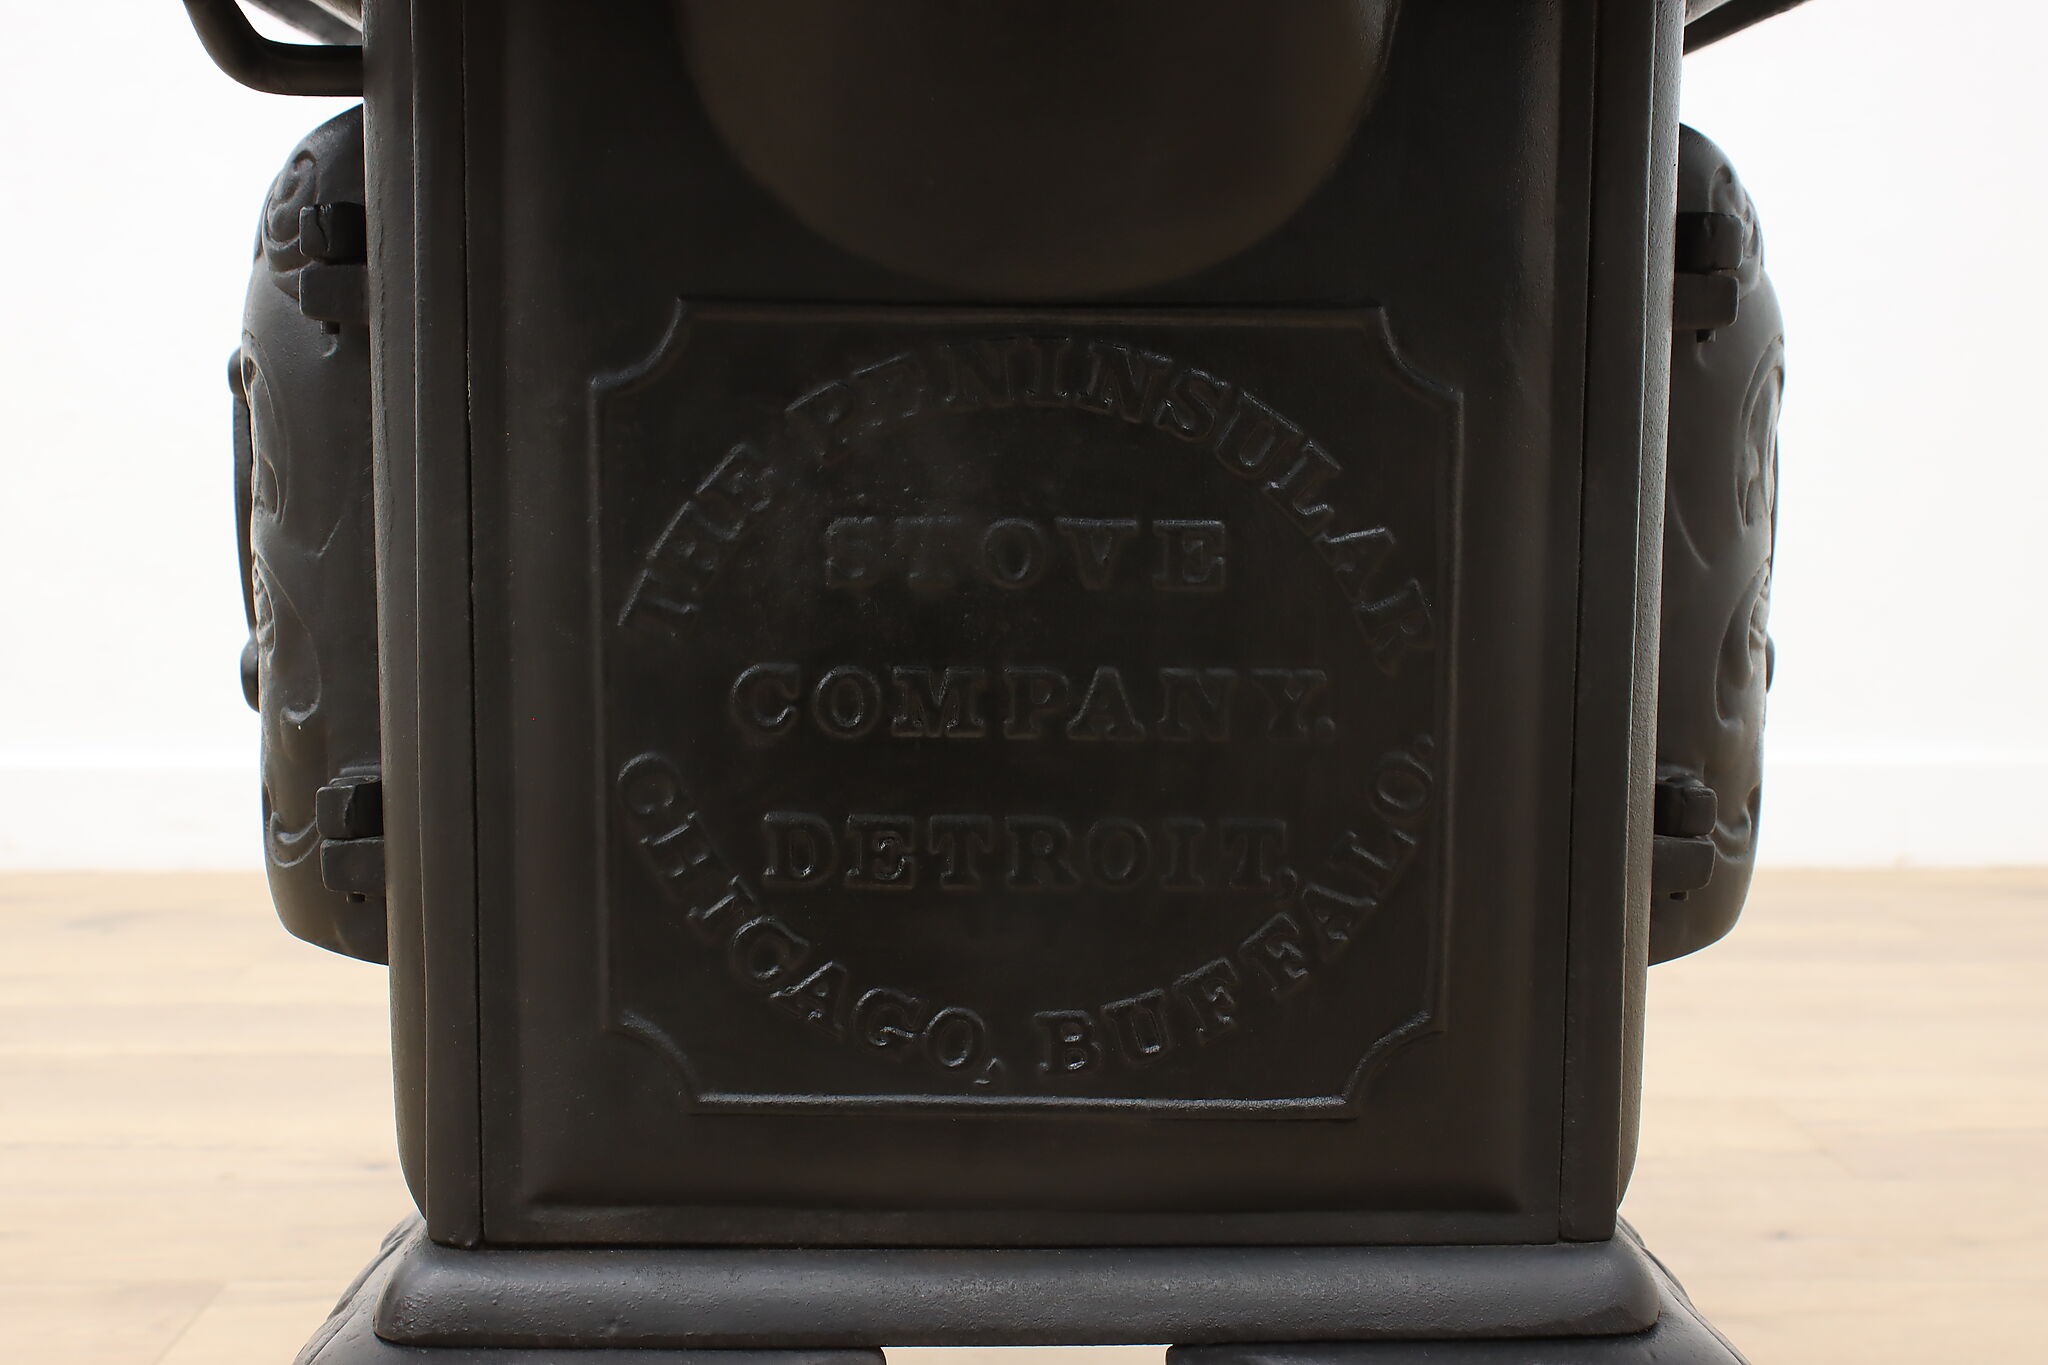 THE PENINSULAR
STOVE
COMPANY.
DETROIT,
CHICAGO, BUFFALO.